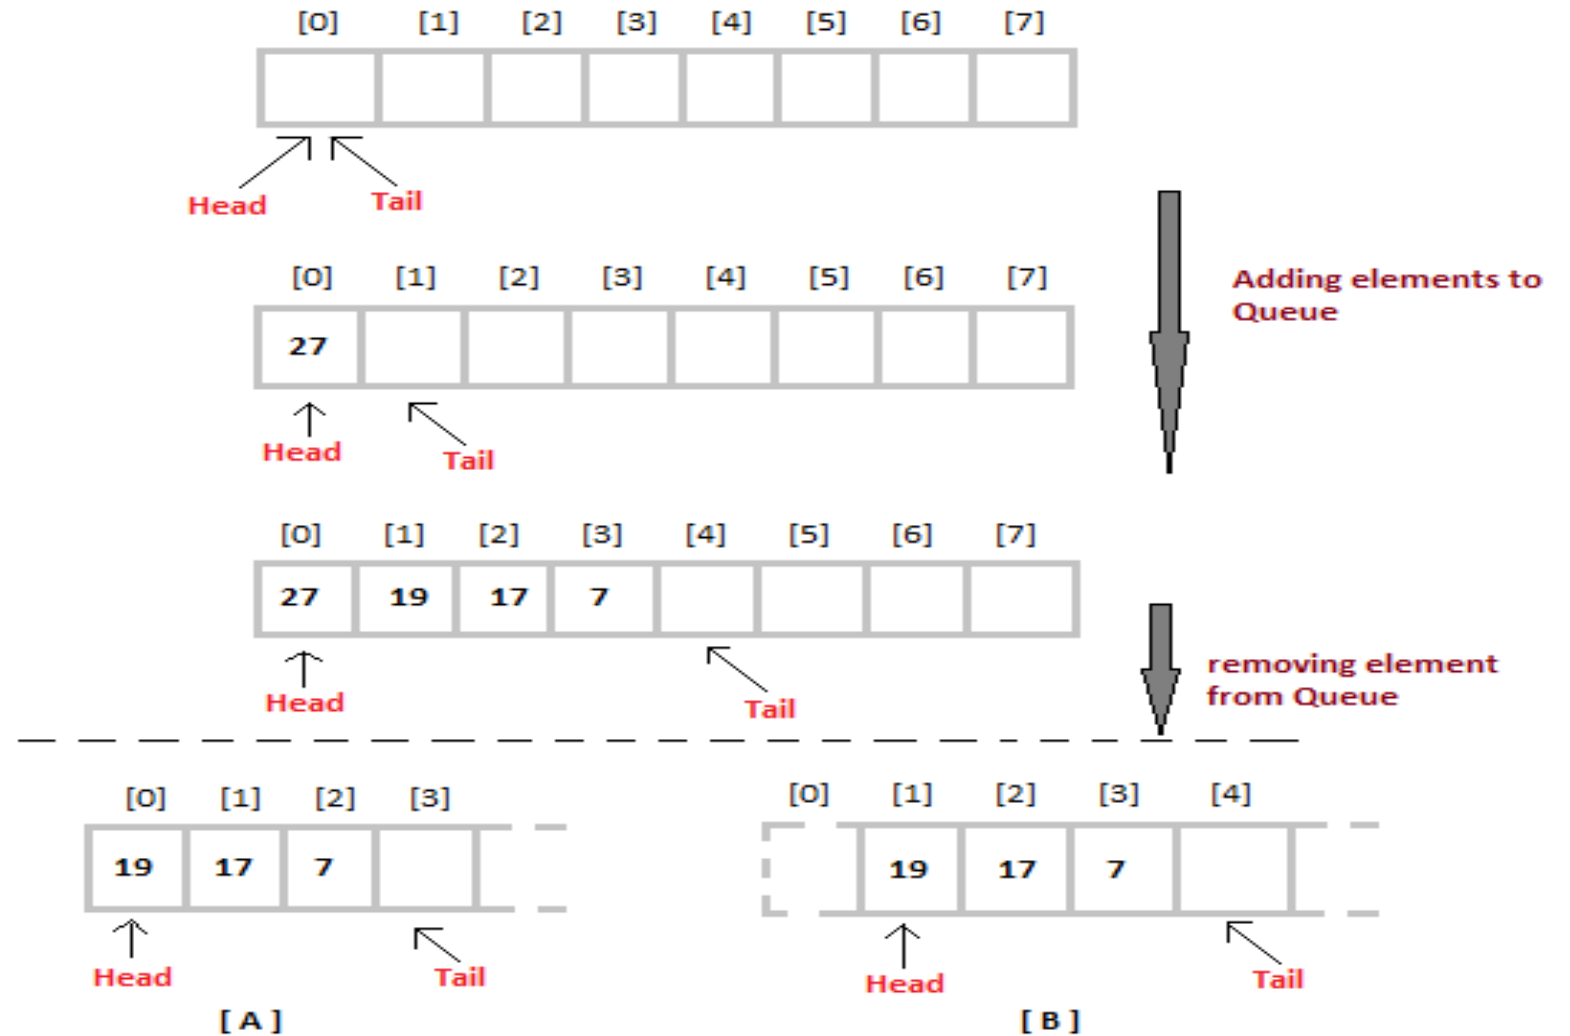 [0] [1] [2] [3] [4] [5] [6] [7]
Head Tail
[0] [1] [2] [3] [4] [5] [6] [7]
Adding elements to
Queue
27
Head Tail
[0] [1] [2] [3] [4] [5] [6] [7]
27 19 17 7
removing element
from Queue
Head Tail
[0] [1] [2] [3]
19 17 7
Head Tail
[ A ]
[0] [1] [2] [3] [4]
19 17 7
Head Tail
[ B ]